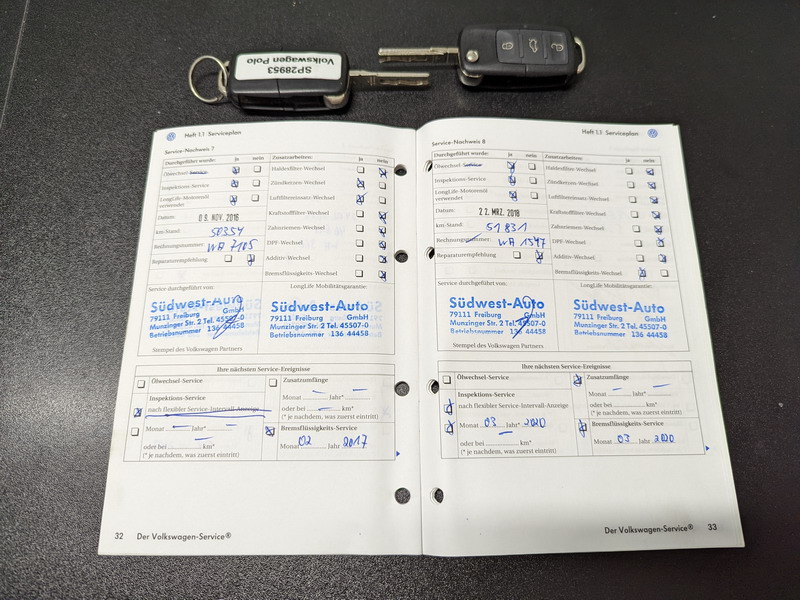 SP28953
Volkswagen Polo
Heft 1.1 Serviceplan
Service-Nachweis 7
Durchgeführt wurde: ja nein
Zusatzarbeiten: ja nein
Ölwechsel-Service
Inspektions-Service
LongLife-Motorenöl
verwendet
Datum: 08. NOV. 2016
km-Stand: 50354
Rechnungsnummer: WA 7185
Reparaturempfehlung
Haldexfilter-Wechsel
Zündkerzen-Wechsel
Luftfiltereinsatz-Wechsel
Kraftstofffilter-Wechsel
Zahnriemen-Wechsel
DPF-Wechsel
Additiv-Wechsel
Bremsflüssigkeits-Wechsel
Service durchgeführt von:
LongLife Mobilitätsgarantie:
Südwest-Auto
79111 Freiburg GmbH
Munzinger Str. 2 Tel. 45507-0
Betriebsnummer 136 44458
Südwest-Auto
79111 Freiburg GmbH
Munzinger Str. 2 Tel. 45507-0
Betriebsnummer 136 44458
Stempel des Volkswagen Partners
Ihre nächsten Service-Ereignisse
Ölwechsel-Service
Inspektions-Service
nach flexibler Service-Intervall-Anzeige
Monat — Jahr* —
oder bei — km*
(* je nachdem, was zuerst eintritt)
Zusatzumfänge
Monat — Jahr* —
oder bei — km*
(* je nachdem, was zuerst eintritt)
Bremsflüssigkeits-Service
Monat 02 Jahr 2017
32 Der Volkswagen-Service®
Heft 1.1 Serviceplan
Service-Nachweis 8
Durchgeführt wurde: ja nein
Zusatzarbeiten: ja nein
Ölwechsel-Service
Inspektions-Service
LongLife-Motorenöl
verwendet
Datum: 22. MRZ. 2018
km-Stand: 51831
Rechnungsnummer: WA 1547
Reparaturempfehlung
Haldexfilter-Wechsel
Zündkerzen-Wechsel
Luftfiltereinsatz-Wechsel
Kraftstofffilter-Wechsel
Zahnriemen-Wechsel
DPF-Wechsel
Additiv-Wechsel
Bremsflüssigkeits-Wechsel
Service durchgeführt von:
LongLife Mobilitätsgarantie:
Südwest-Auto
79111 Freiburg GmbH
Munzinger Str. 2 Tel. 45507-0
Betriebsnummer 136 44458
Südwest-Auto
79111 Freiburg GmbH
Munzinger Str. 2 Tel. 45507-0
Betriebsnummer 136 44458
Stempel des Volkswagen Partners
Ihre nächsten Service-Ereignisse
Ölwechsel-Service
Inspektions-Service
nach flexibler Service-Intervall-Anzeige
Monat 03 Jahr* 2020
oder bei — km*
(* je nachdem, was zuerst eintritt)
Zusatzumfänge
Monat — Jahr* —
oder bei — km*
(* je nachdem, was zuerst eintritt)
Bremsflüssigkeits-Service
Monat 03 Jahr 2020
Der Volkswagen-Service® 33